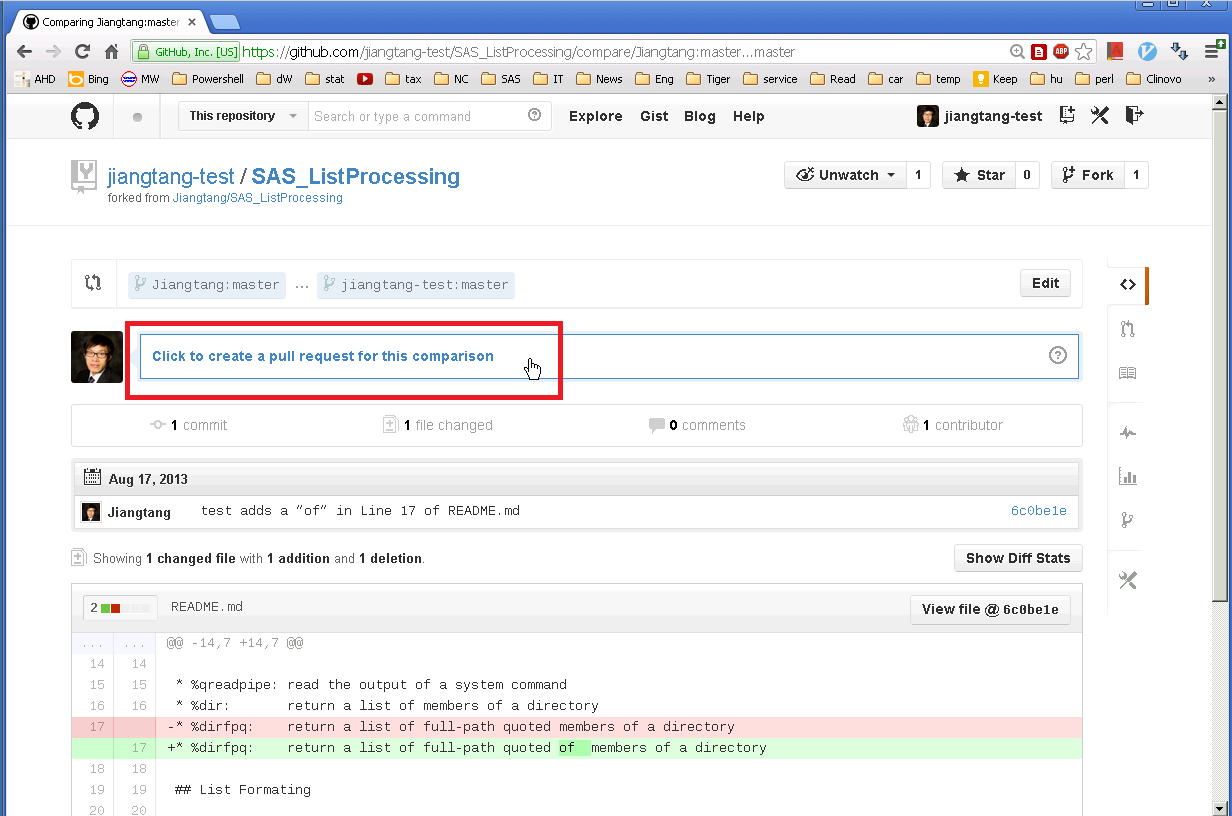 Comparing Jiangtang:master
GitHub, Inc. [US] https://github.com/jiangtang-test/SAS_ListProcessing/compare/Jiangtang:master...master
AHD Bing MW Powershell dW stat tax NC SAS IT News Eng Tiger service Read car temp Keep hu perl Clinovo »
This repository Search or type a command Explore Gist Blog Help jiangtang-test
jiangtang-test / SAS_ListProcessing Unwatch 1 Star 0 Fork 1
forked from Jiangtang/SAS_ListProcessing
Jiangtang:master ... jiangtang-test:master Edit
Click to create a pull request for this comparison
1 commit 1 file changed 0 comments 1 contributor
Aug 17, 2013
Jiangtang test adds a "of" in Line 17 of README.md 6c0be1e
Showing 1 changed file with 1 addition and 1 deletion. Show Diff Stats
2 README.md View file @ 6c0be1e
... ... @@ -14,7 +14,7 @@
14 14
15 15 * %qreadpipe: read the output of a system command
16 16 * %dir: return a list of members of a directory
17 -* %dirfpq: return a list of full-path quoted members of a directory
17 +* %dirfpq: return a list of full-path quoted of members of a directory
18 18
19 19 ## List Formating
20 20